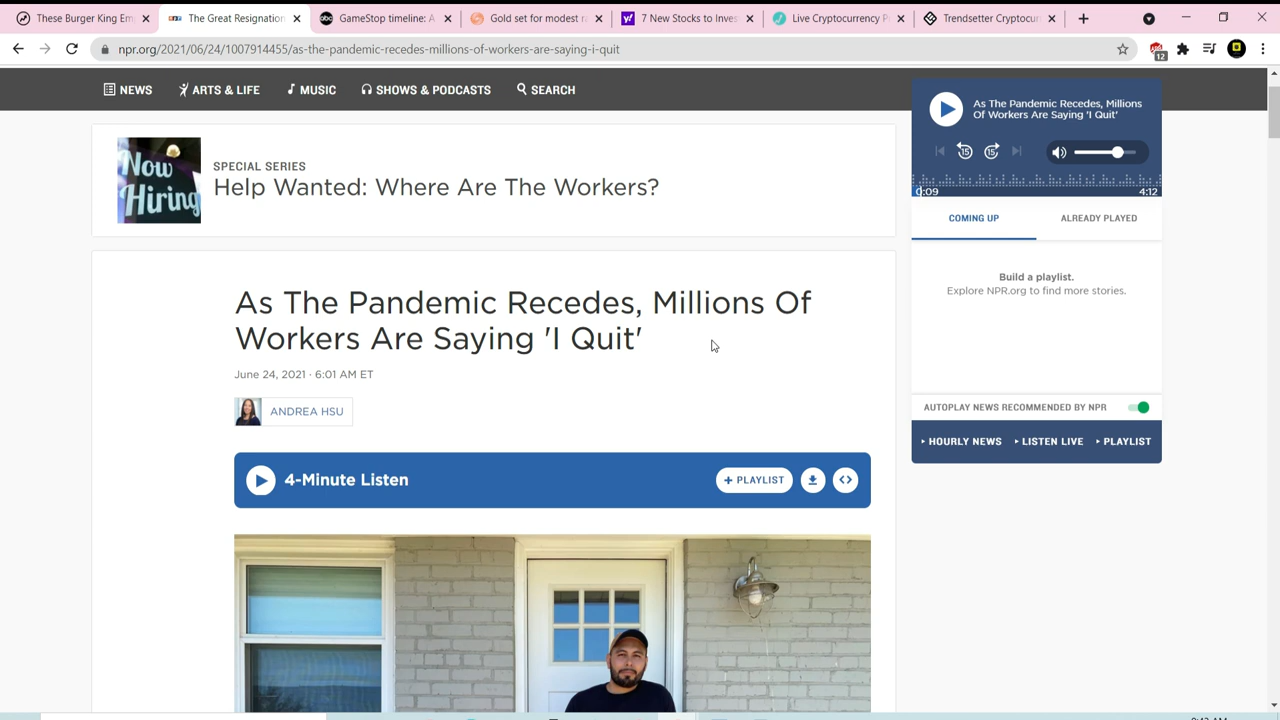 These Burger King Em
The Great Resignation
GameStop timeline: A
Gold set for modest r
7 New Stocks to Inves
Live Cryptocurrency P
Trendsetter Cryptocur
npr.org/2021/06/24/1007914455/as-the-pandemic-recedes-millions-of-workers-are-saying-i-quit
12
NEWS
ARTS & LIFE
MUSIC
SHOWS & PODCASTS
SEARCH
Now
Hiring
SPECIAL SERIES
Help Wanted: Where Are The Workers?
As The Pandemic Recedes, Millions Of
Workers Are Saying 'I Quit'
June 24, 2021 · 6:01 AM ET
ANDREA HSU
4-Minute Listen
+ PLAYLIST
As The Pandemic Recedes, Millions
Of Workers Are Saying 'I Quit'
15
15
0:09
4:12
COMING UP
ALREADY PLAYED
Build a playlist.
Explore NPR.org to find more stories.
AUTOPLAY NEWS RECOMMENDED BY NPR
HOURLY NEWS
LISTEN LIVE
PLAYLIST